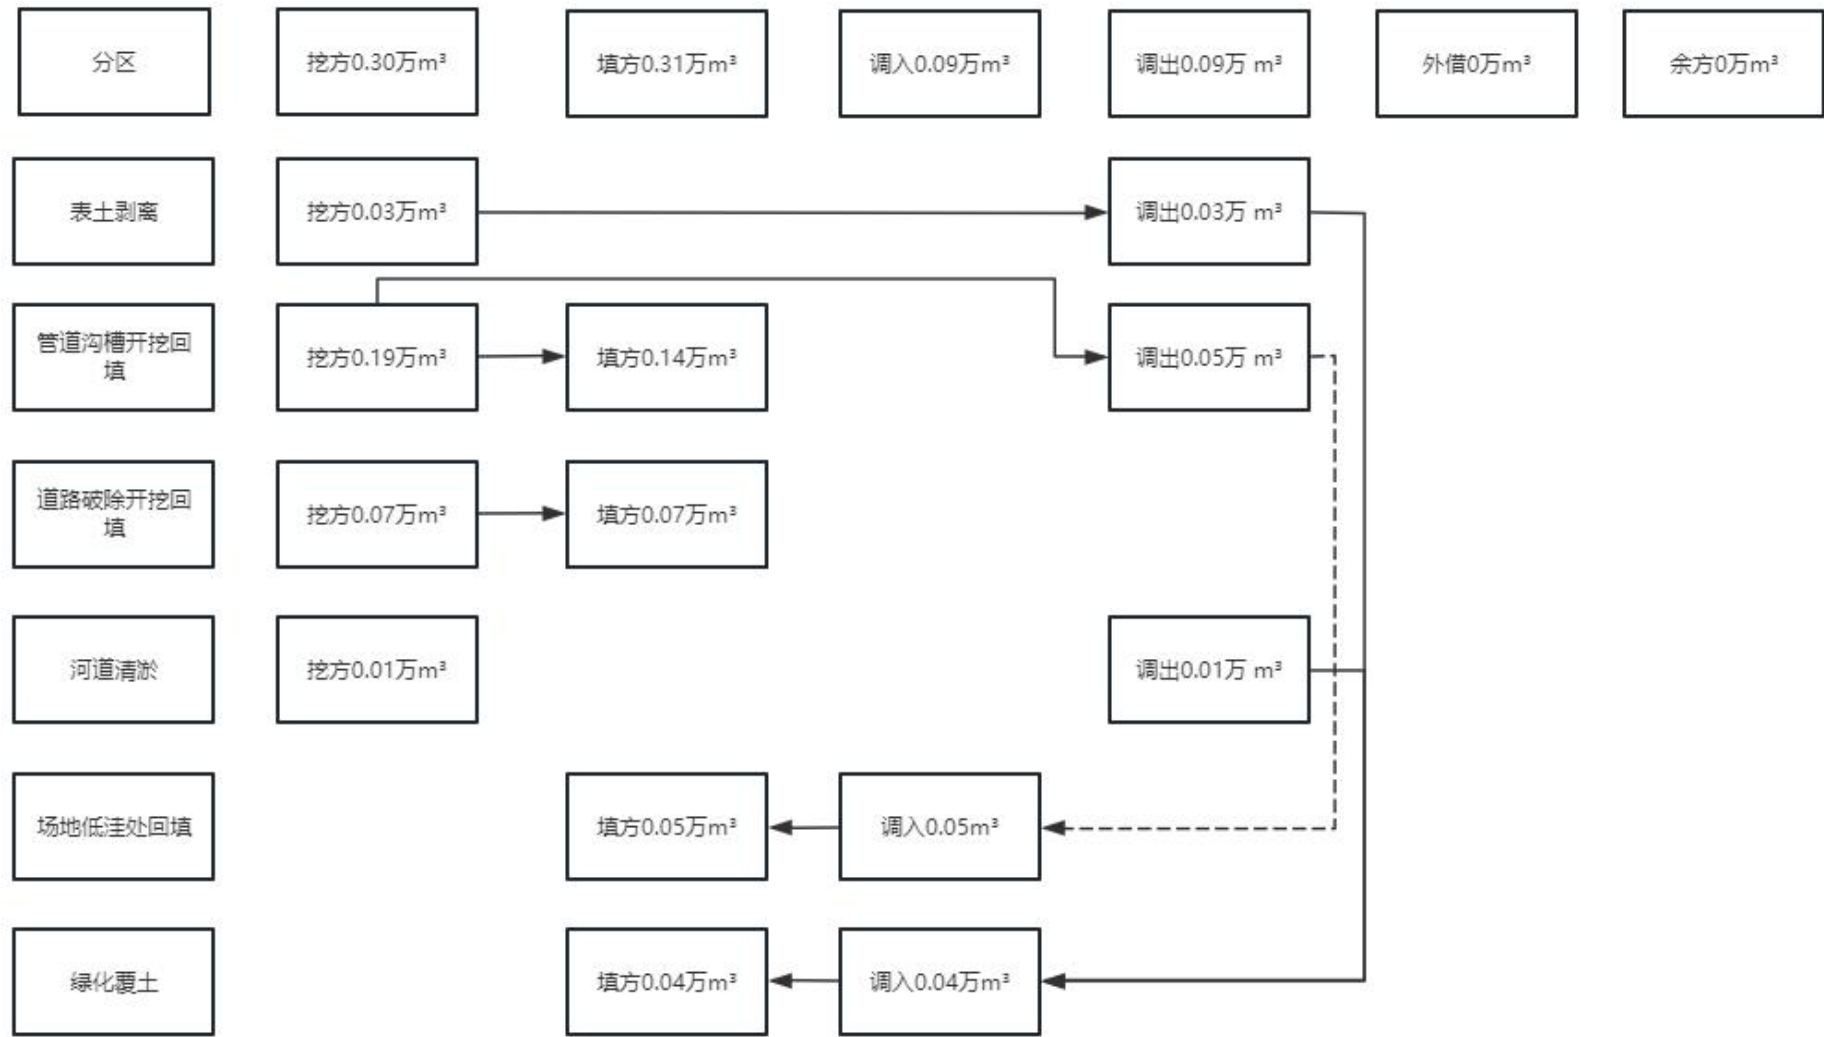 分区
挖方0.30万m³
填方0.31万m³
调入0.09万m³
调出0.09万 m³
外借0万m³
余方0万m³
表土剥离
挖方0.03万m³
调出0.03万 m³
管道沟槽开挖回
填
挖方0.19万m³
填方0.14万m³
调出0.05万 m³
道路破除开挖回
填
挖方0.07万m³
填方0.07万m³
河道清淤
挖方0.01万m³
调出0.01万 m³
场地低洼处回填
填方0.05万m³
调入0.05m³
绿化覆土
填方0.04万m³
调入0.04万m³